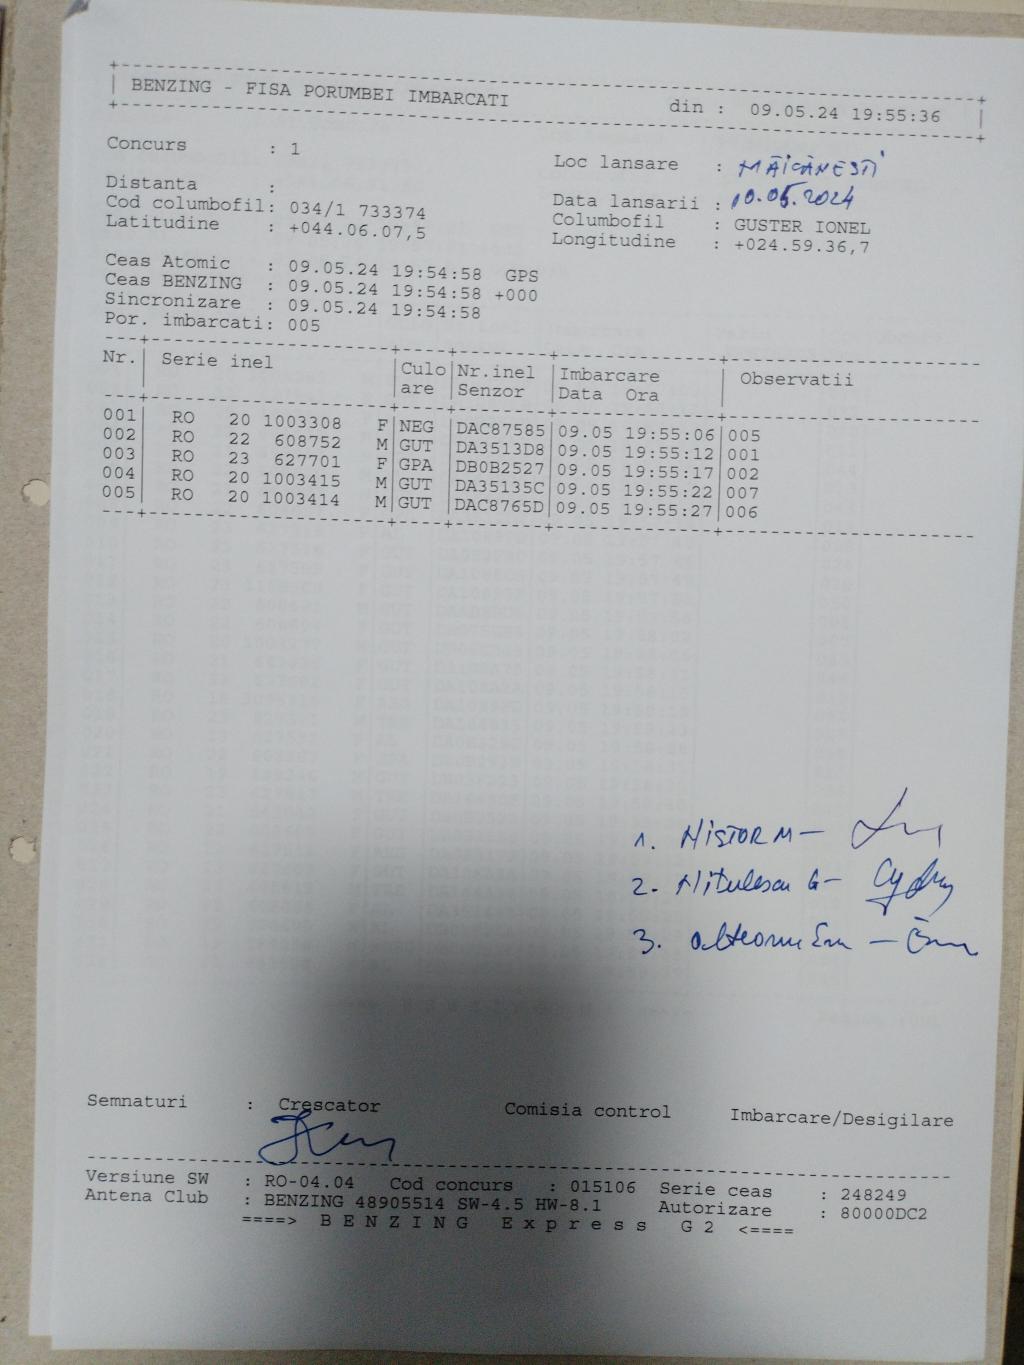 BENZING - FISA PORUMBEI IMBARCATI din : 09.05.24 19:55:36
Concurs : 1 Loc lansare : MĂICĂNEȘTI
Distanta : Data lansarii : 10.05.2024
Cod columbofil: 034/1 733374 Columbofil : GUSTER IONEL
Latitudine : +044.06.07,5 Longitudine : +024.59.36,7
Ceas Atomic : 09.05.24 19:54:58 GPS
Ceas BENZING : 09.05.24 19:54:58 +000
Sincronizare : 09.05.24 19:54:58
Por. imbarcati: 005
Nr.| Serie inel |Culo|Nr.inel |Imbarcare | Observatii
| |are |Senzor |Data Ora |
001| RO 20 1003308 F|NEG |DAC87585|09.05 19:55:06|005
002| RO 22 608752 M|GUT |DA3513D8|09.05 19:55:12|001
003| RO 23 627701 F|GPA |DB0B2527|09.05 19:55:17|002
004| RO 20 1003415 M|GUT |DA35135C|09.05 19:55:22|007
005| RO 20 1003414 M|GUT |DAC8765D|09.05 19:55:27|006
1. NISTOR M –
2. Nitulescu G –
3. –
Semnaturi : Crescator Comisia control Imbarcare/Desigilare
Versiune SW : RO-04.04 Cod concurs : 015106 Serie ceas : 248249
Antena Club : BENZING 48905514 SW-4.5 HW-8.1 Autorizare : 80000DC2
====> B E N Z I N G E x p r e s s G 2 <====